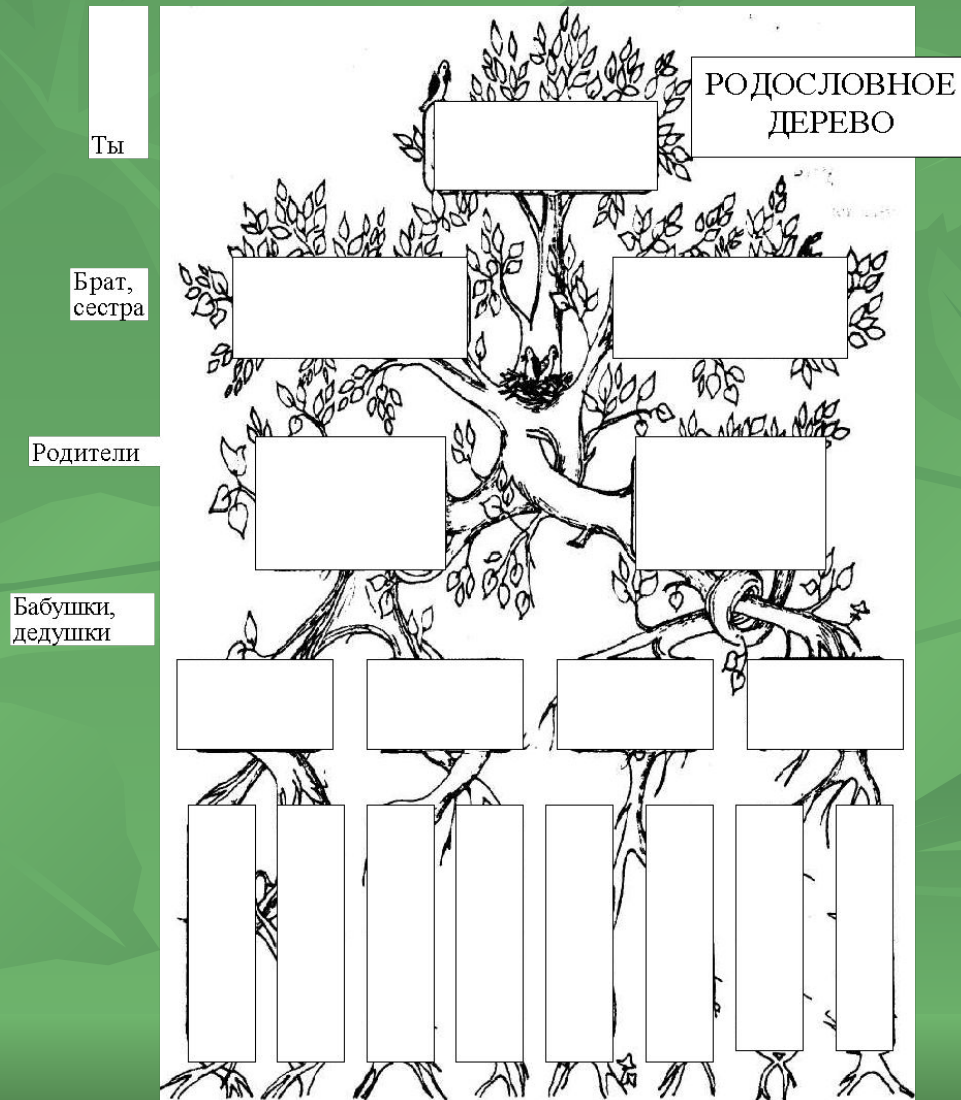 РОДОСЛОВНОЕ
ДЕРЕВО
Ты
Брат,
сестра
Родители
Бабушки,
дедушки